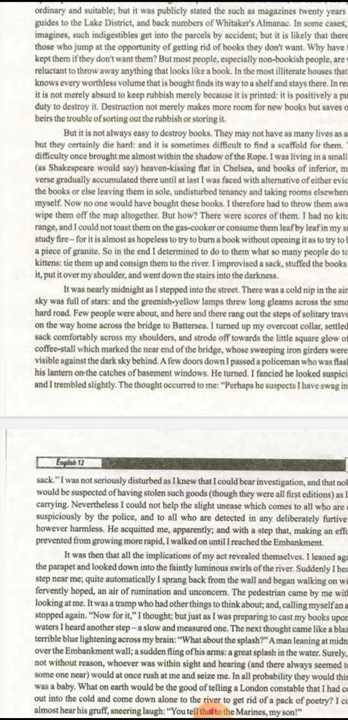 ordinary and suitable; but it was publicly stated the such as magazines twenty years
guides to the Lake District, and back numbers of Whitaker's Almanac. In some cases,
imagines, such indigestibles get into the parcels by accident; but it is likely that there
those who jump at the opportunity of getting rid of books they don't want. Why have
kept them if they don't want them? But most people, especially non-bookish people, are
reluctant to throw away anything that looks like a book. In the most illiterate houses that
knows every worthless volume that is bought finds its way to a shelf and stays there. In rea
it is not merely absurd to keep rubbish merely because it is printed: it is positively a pu
duty to destroy it. Destruction not merely makes more room for new books but saves o
heirs the trouble of sorting out the rubbish or storing it.
But it is not always easy to destroy books. They may not have as many lives as a
but they certainly die hard: and it is sometimes difficult to find a scaffold for them.
difficulty once brought me almost within the shadow of the Rope. I was living in a small
(as Shakespeare would say) heaven-kissing flat in Chelsea, and books of inferior, m
verse gradually accumulated there until at last I was faced with alternative of either evic
the books or else leaving them in sole, undisturbed tenancy and taking rooms elsewhere
myself. Now no one would have bought these books. I therefore had to throw them awa
wipe them off the map altogether. But how? There were scores of them. I had no kitc
range, and I could not toast them on the gas-cooker or consume them leaf by leaf in my sr
study fire – for it is almost as hopeless to try to burn a book without opening it as to try to b
a piece of granite. So in the end I determined to do to them what so many people do to
kittens: tie them up and consign them to the river. I improvised a sack, stuffed the books
it, put it over my shoulder, and went down the stairs into the darkness.
It was nearly midnight as I stepped into the street. There was a cold nip in the air
sky was full of stars: and the greenish-yellow lamps threw long gleams across the smo
hard road. Few people were about, and here and there rang out the steps of solitary trave
on the way home across the bridge to Battersea. I turned up my overcoat collar, settled
sack comfortably across my shoulders, and strode off towards the little square glow of
coffee-stall which marked the near end of the bridge, whose sweeping iron girders were
visible against the dark sky behind. A few doors down I passed a policeman who was flash
his lantern on the catches of basement windows. He turned. I fancied he looked suspici
and I trembled slightly. The thought occurred to me: "Perhaps he suspects I have swag in
English 12
sack." I was not seriously disturbed as I knew that I could bear investigation, and that nob
would be suspected of having stolen such goods (though they were all first editions) as I
carrying. Nevertheless I could not help the slight unease which comes to all who are
suspiciously by the police, and to all who are detected in any deliberately furtive
however harmless. He acquitted me, apparently; and with a step that, making an effo
prevented from growing more rapid, I walked on until I reached the Embankment.
It was then that all the implications of my act revealed themselves. I leaned aga
the parapet and looked down into the faintly luminous swirls of the river. Suddenly I hea
step near me; quite automatically I sprang back from the wall and began walking on wi
fervently hoped, an air of rumination and unconcern. The pedestrian came by me with
looking at me. It was a tramp who had other things to think about; and, calling myself an a
stopped again. "Now for it," I thought; but just as I was preparing to cast my books upon
waters I heard another step – a slow and measured one. The next thought came like a blaz
terrible blue lightening across my brain: "What about the splash?" A man leaning at midn
over the Embankment wall; a sudden fling of his arms: a great splash in the water. Surely,
not without reason, whoever was within sight and hearing (and there always seemed to
some one near) would at once rush at me and seize me. In all probability they would thin
was a baby. What on earth would be the good of telling a London constable that I had co
out into the cold and come down alone to the river to get rid of a pack of poetry? I co
almost hear his gruff, sneering laugh: "You tell that to the Marines, my son!"